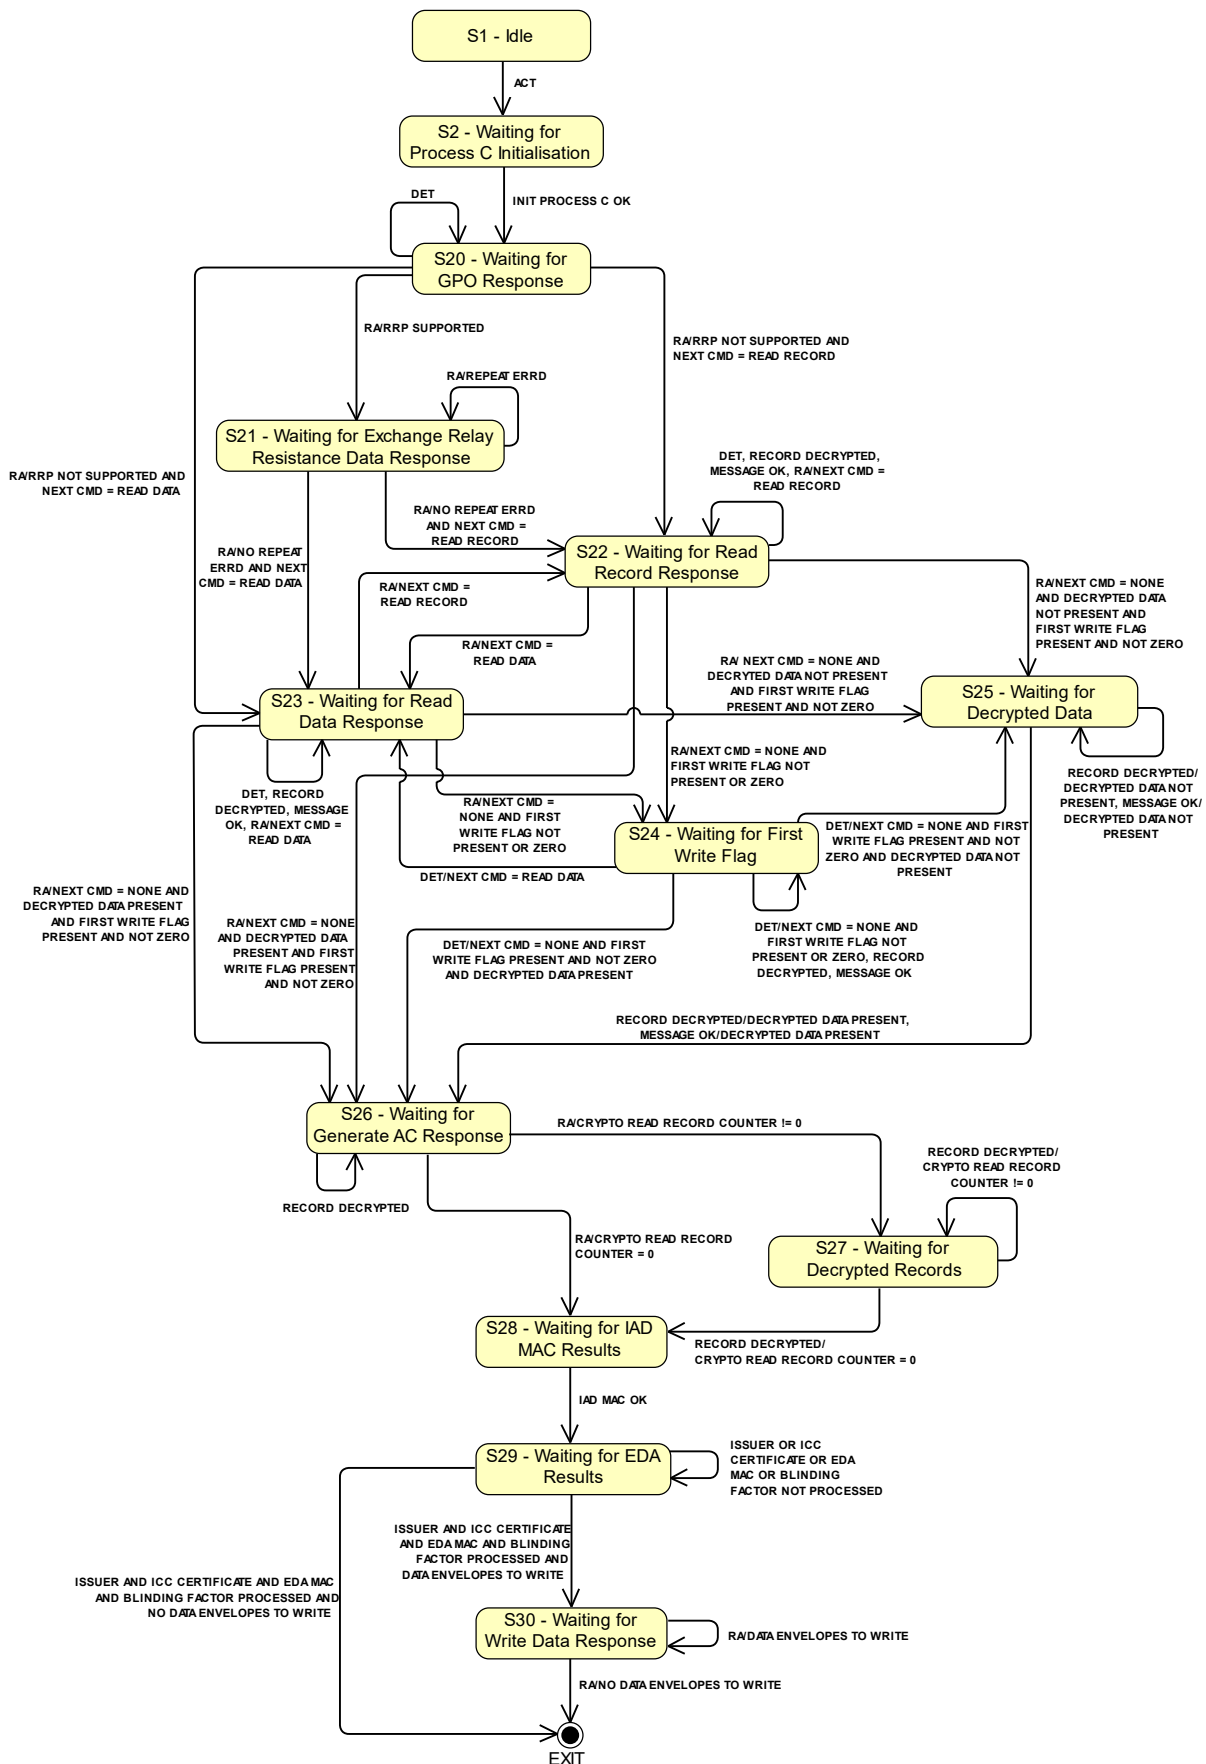 S1 - Idle
ACT
S2 - Waiting for
Process C Initialisation
DET
INIT PROCESS C OK
S20 - Waiting for
GPO Response
RA/RRP SUPPORTED
RA/RRP NOT SUPPORTED AND
NEXT CMD = READ RECORD
RA/REPEAT ERRD
S21 - Waiting for Exchange Relay
Resistance Data Response
RA/RRP NOT SUPPORTED AND
NEXT CMD = READ DATA
DET, RECORD DECRYPTED,
MESSAGE OK, RA/NEXT CMD =
READ RECORD
RA/NO REPEAT ERRD
AND NEXT CMD =
READ RECORD
RA/NO REPEAT
ERRD AND NEXT
CMD = READ DATA
S22 - Waiting for Read
Record Response
RA/NEXT CMD =
READ RECORD
RA/NEXT CMD = NONE
AND DECRYPTED DATA
NOT PRESENT AND
FIRST WRITE FLAG
PRESENT AND NOT ZERO
RA/NEXT CMD =
READ DATA
RA/ NEXT CMD = NONE AND
DECRYTED DATA NOT PRESENT
AND FIRST WRITE FLAG
PRESENT AND NOT ZERO
S23 - Waiting for Read
Data Response
S25 - Waiting for
Decrypted Data
RA/NEXT CMD = NONE AND
FIRST WRITE FLAG NOT
PRESENT OR ZERO
RECORD DECRYPTED/
DECRYPTED DATA NOT
PRESENT, MESSAGE OK/
DECRYPTED DATA NOT
PRESENT
DET, RECORD
DECRYPTED, MESSAGE
OK, RA/NEXT CMD =
READ DATA
RA/NEXT CMD =
NONE AND FIRST
WRITE FLAG NOT
PRESENT OR ZERO
S24 - Waiting for First
Write Flag
DET/NEXT CMD = NONE AND FIRST
WRITE FLAG PRESENT AND NOT
ZERO AND DECRYPTED DATA NOT
PRESENT
DET/NEXT CMD = READ DATA
RA/NEXT CMD = NONE AND
DECRYPTED DATA PRESENT
AND FIRST WRITE FLAG
PRESENT AND NOT ZERO
RA/NEXT CMD = NONE
AND DECRYPTED DATA
PRESENT AND FIRST
WRITE FLAG PRESENT
AND NOT ZERO
DET/NEXT CMD = NONE AND FIRST
WRITE FLAG PRESENT AND NOT ZERO
AND DECRYPTED DATA PRESENT
DET/NEXT CMD = NONE AND
FIRST WRITE FLAG NOT
PRESENT OR ZERO, RECORD
DECRYPTED, MESSAGE OK
RECORD DECRYPTED/DECRYPTED DATA PRESENT,
MESSAGE OK/DECRYPTED DATA PRESENT
S26 - Waiting for
Generate AC Response
RA/CRYPTO READ RECORD COUNTER != 0
RECORD DECRYPTED
RECORD DECRYPTED/
CRYPTO READ RECORD
COUNTER != 0
RA/CRYPTO READ RECORD
COUNTER = 0
S27 - Waiting for
Decrypted Records
S28 - Waiting for IAD
MAC Results
RECORD DECRYPTED/
CRYPTO READ RECORD COUNTER = 0
IAD MAC OK
S29 - Waiting for EDA
Results
ISSUER OR ICC
CERTIFICATE OR EDA
MAC OR BLINDING
FACTOR NOT PROCESSED
ISSUER AND ICC CERTIFICATE
AND EDA MAC AND BLINDING
FACTOR PROCESSED AND
DATA ENVELOPES TO WRITE
ISSUER AND ICC CERTIFICATE AND EDA MAC
AND BLINDING FACTOR PROCESSED AND
NO DATA ENVELOPES TO WRITE
S30 - Waiting for
Write Data Response
RA/DATA ENVELOPES TO WRITE
RA/NO DATA ENVELOPES TO WRITE
EXIT